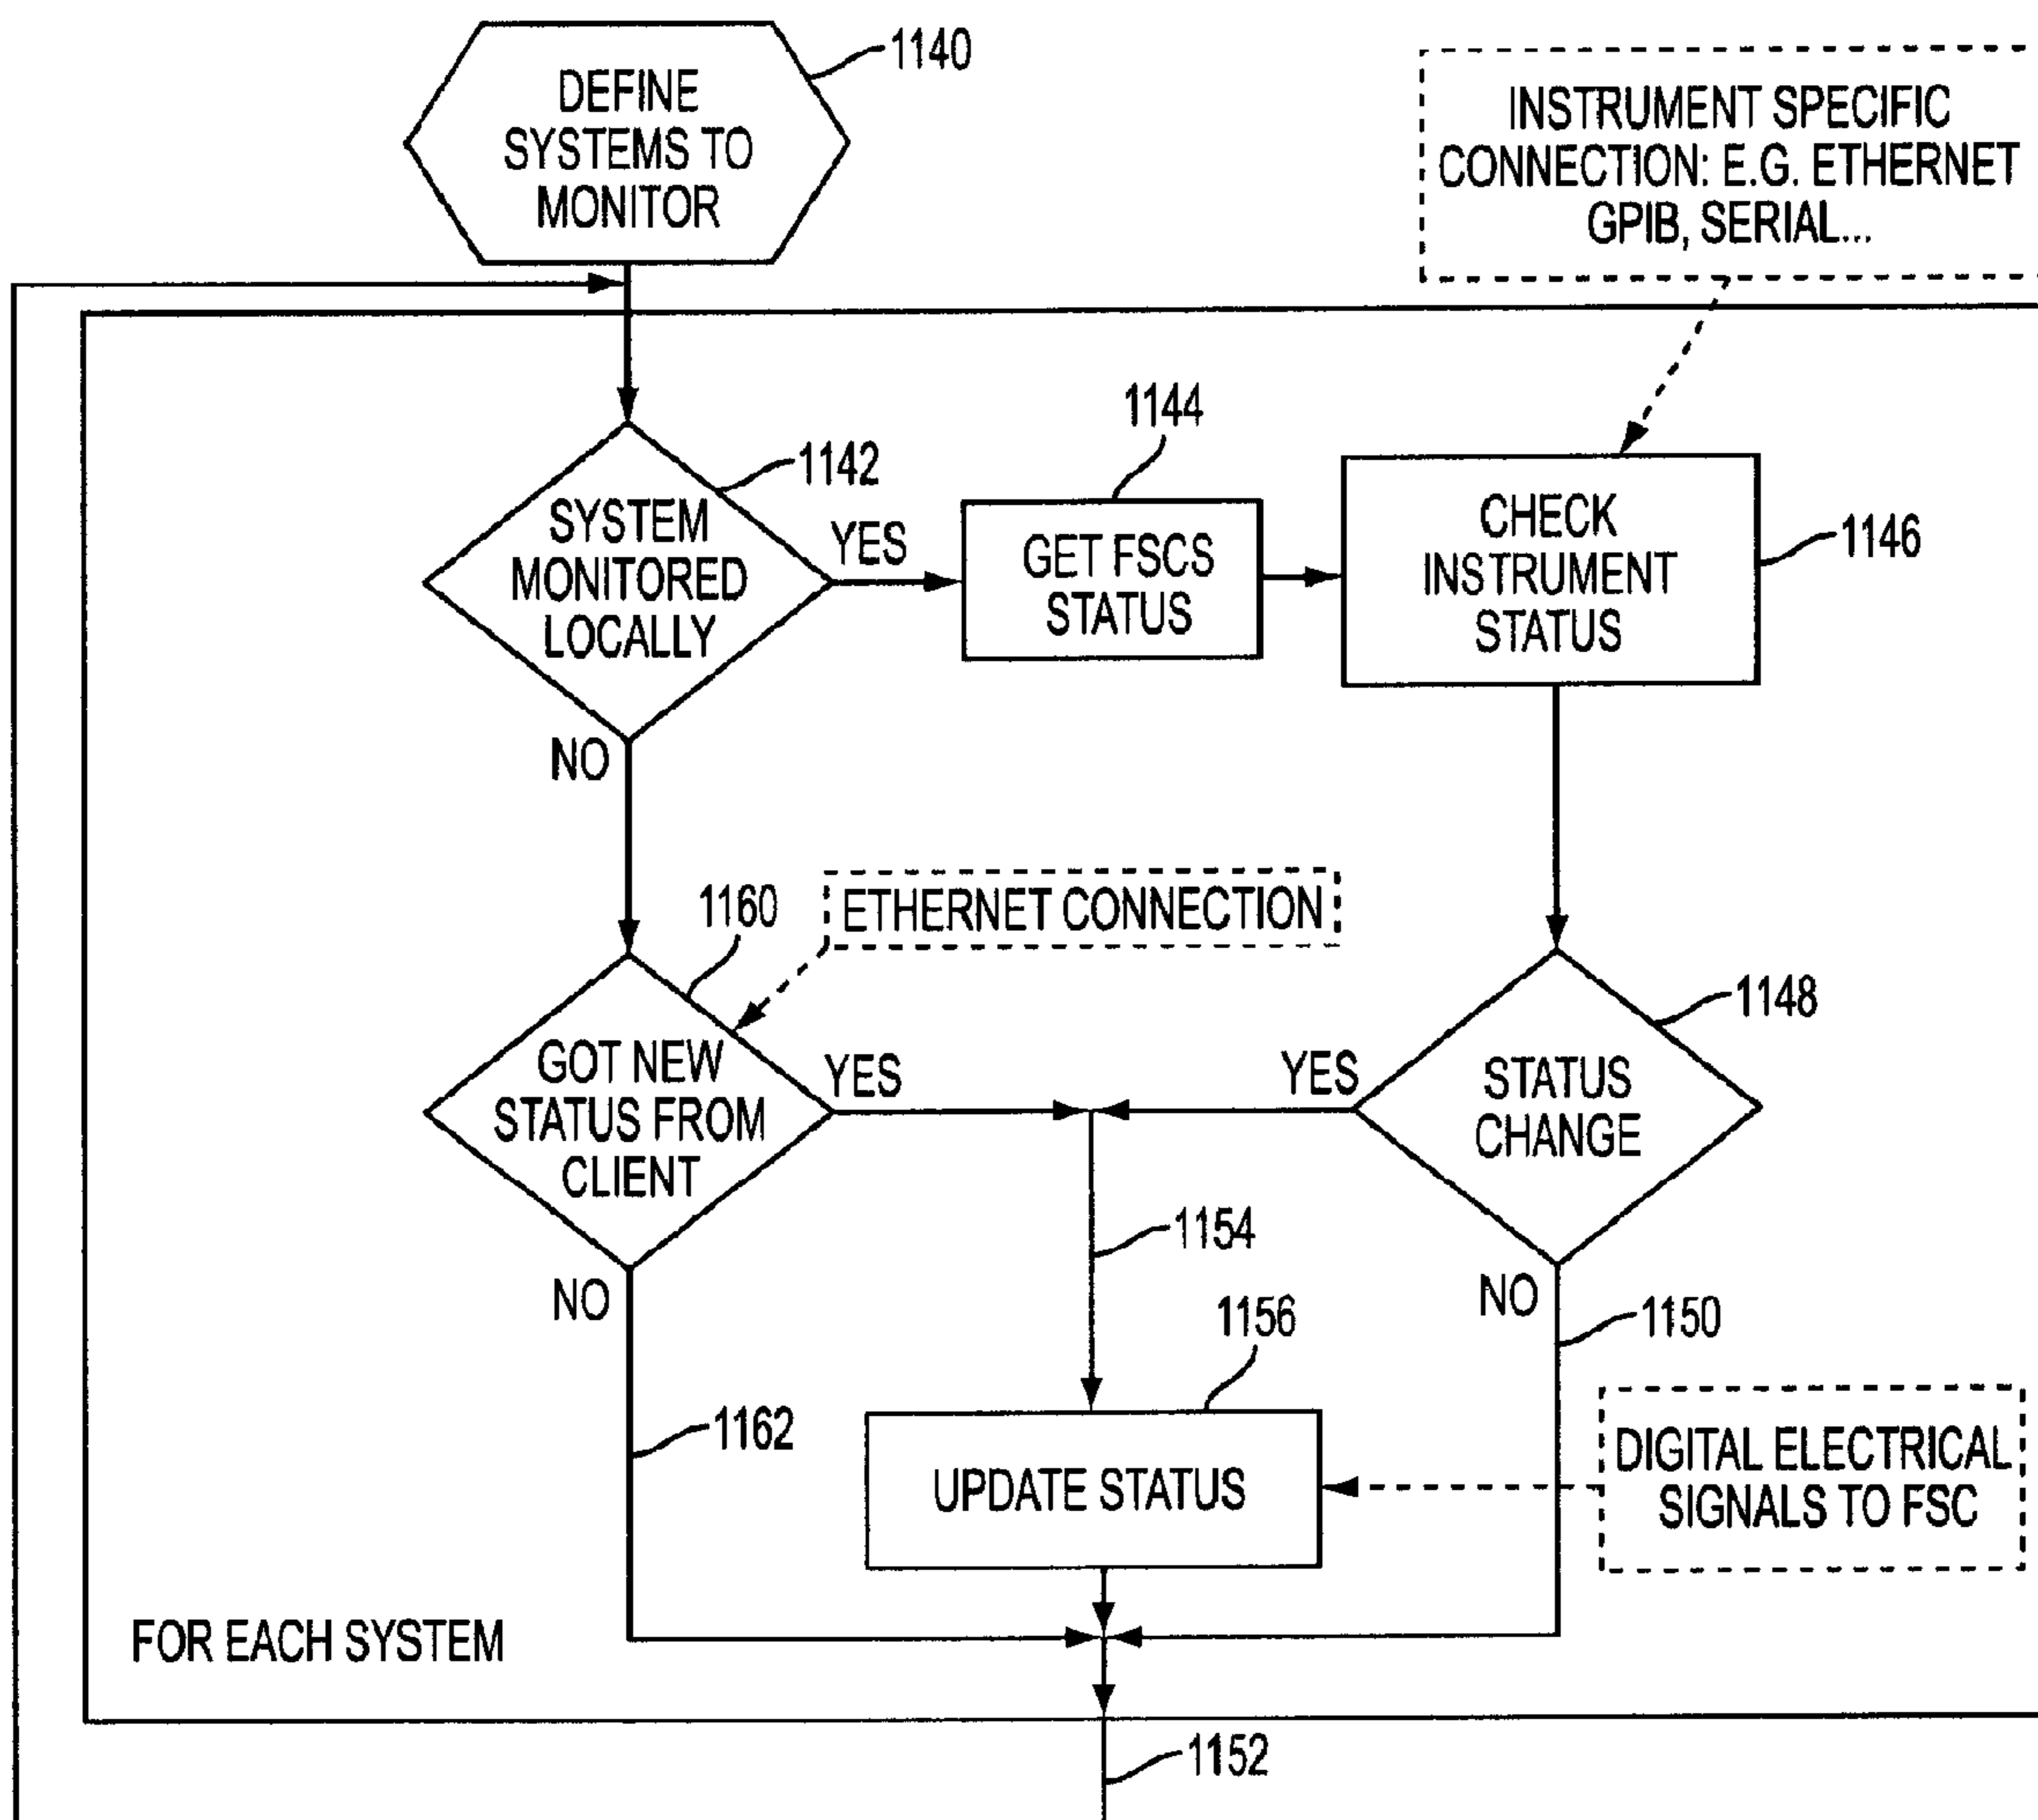 1140
DEFINE
SYSTEMS TO
MONITOR
INSTRUMENT SPECIFIC
CONNECTION: E.G. ETHERNET
GPIB, SERIAL...
1142
SYSTEM
MONITORED
LOCALLY
YES
NO
1144
GET FSCS
STATUS
CHECK
INSTRUMENT
STATUS
1146
1160
ETHERNET CONNECTION
GOT NEW
STATUS FROM
CLIENT
YES
NO
1148
STATUS
CHANGE
YES
NO
1154
1150
1156
UPDATE STATUS
1162
DIGITAL ELECTRICAL
SIGNALS TO FSC
FOR EACH SYSTEM
1152